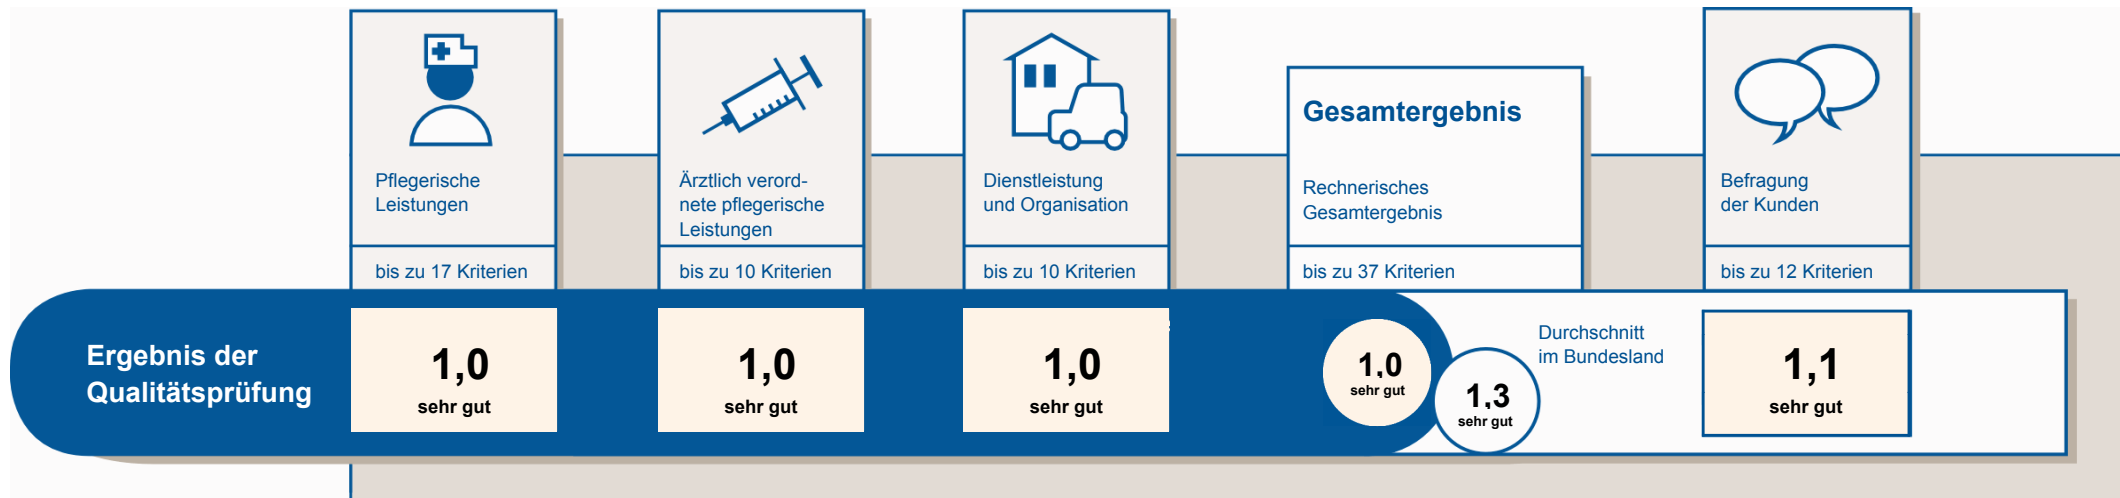 Pflegerische
Leistungen
bis zu 17 Kriterien
Ärztlich verord-
nete pflegerische
Leistungen
bis zu 10 Kriterien
Dienstleistung
und Organisation
bis zu 10 Kriterien
Gesamtergebnis
Rechnerisches
Gesamtergebnis
bis zu 37 Kriterien
Befragung
der Kunden
bis zu 12 Kriterien
Ergebnis der
Qualitätsprüfung
1,0
sehr gut
1,0
sehr gut
1,0
sehr gut
1,0
sehr gut
1,3
sehr gut
Durchschnitt
im Bundesland
1,1
sehr gut